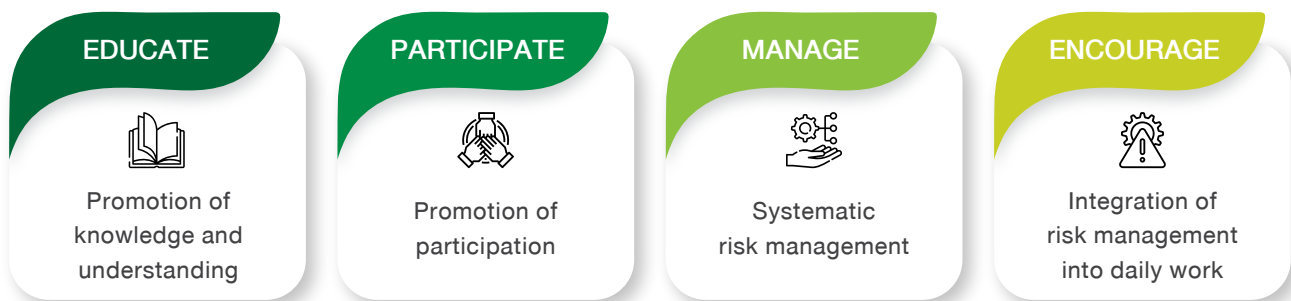 EDUCATE
Promotion of
knowledge and
understanding
PARTICIPATE
Promotion of
participation
MANAGE
Systematic
risk management
ENCOURAGE
Integration of
risk management
into daily work